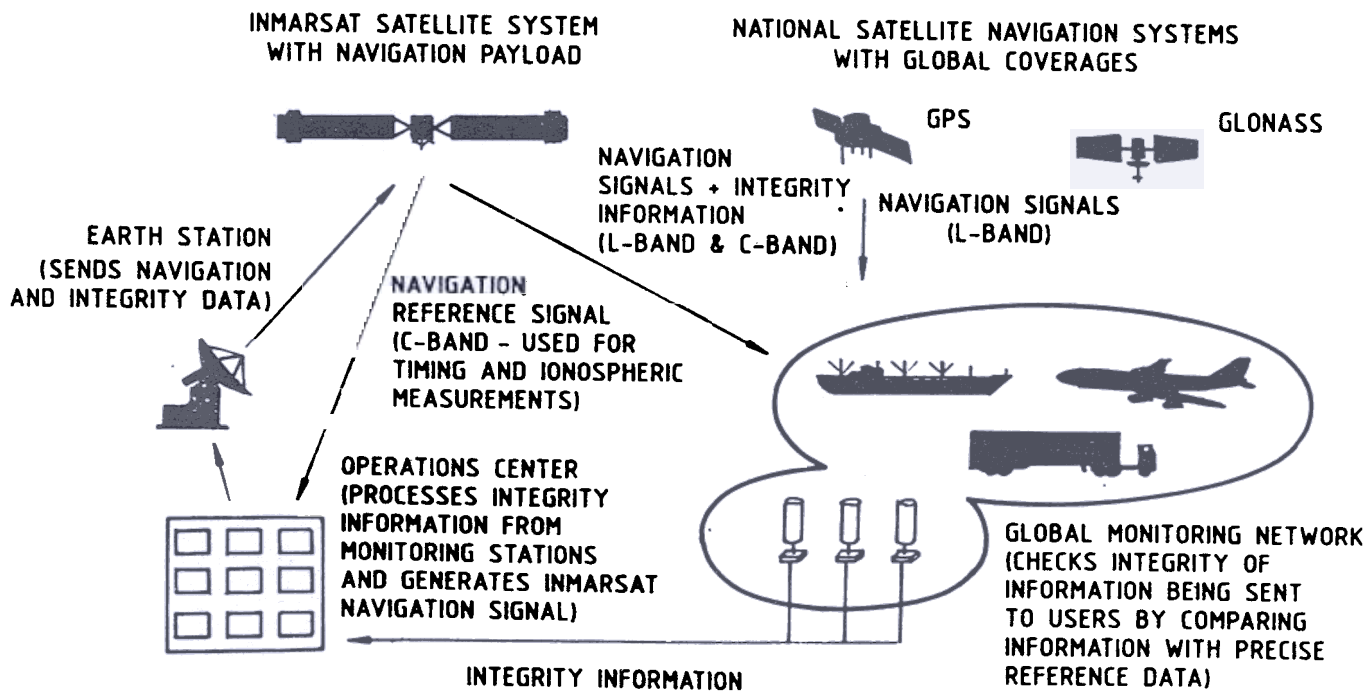 INMARSAT SATELLITE SYSTEM
WITH NAVIGATION PAYLOAD
NATIONAL SATELLITE NAVIGATION SYSTEMS
WITH GLOBAL COVERAGES
GPS
GLONASS
NAVIGATION
SIGNALS + INTEGRITY
INFORMATION
(L-BAND & C-BAND)
NAVIGATION SIGNALS
(L-BAND)
EARTH STATION
(SENDS NAVIGATION
AND INTEGRITY DATA)
NAVIGATION
REFERENCE SIGNAL
(C-BAND - USED FOR
TIMING AND IONOSPHERIC
MEASUREMENTS)
OPERATIONS CENTER
(PROCESSES INTEGRITY
INFORMATION FROM
MONITORING STATIONS
AND GENERATES INMARSAT
NAVIGATION SIGNAL)
GLOBAL MONITORING NETWORK
(CHECKS INTEGRITY OF
INFORMATION BEING SENT
TO USERS BY COMPARING
INFORMATION WITH PRECISE
REFERENCE DATA)
INTEGRITY INFORMATION